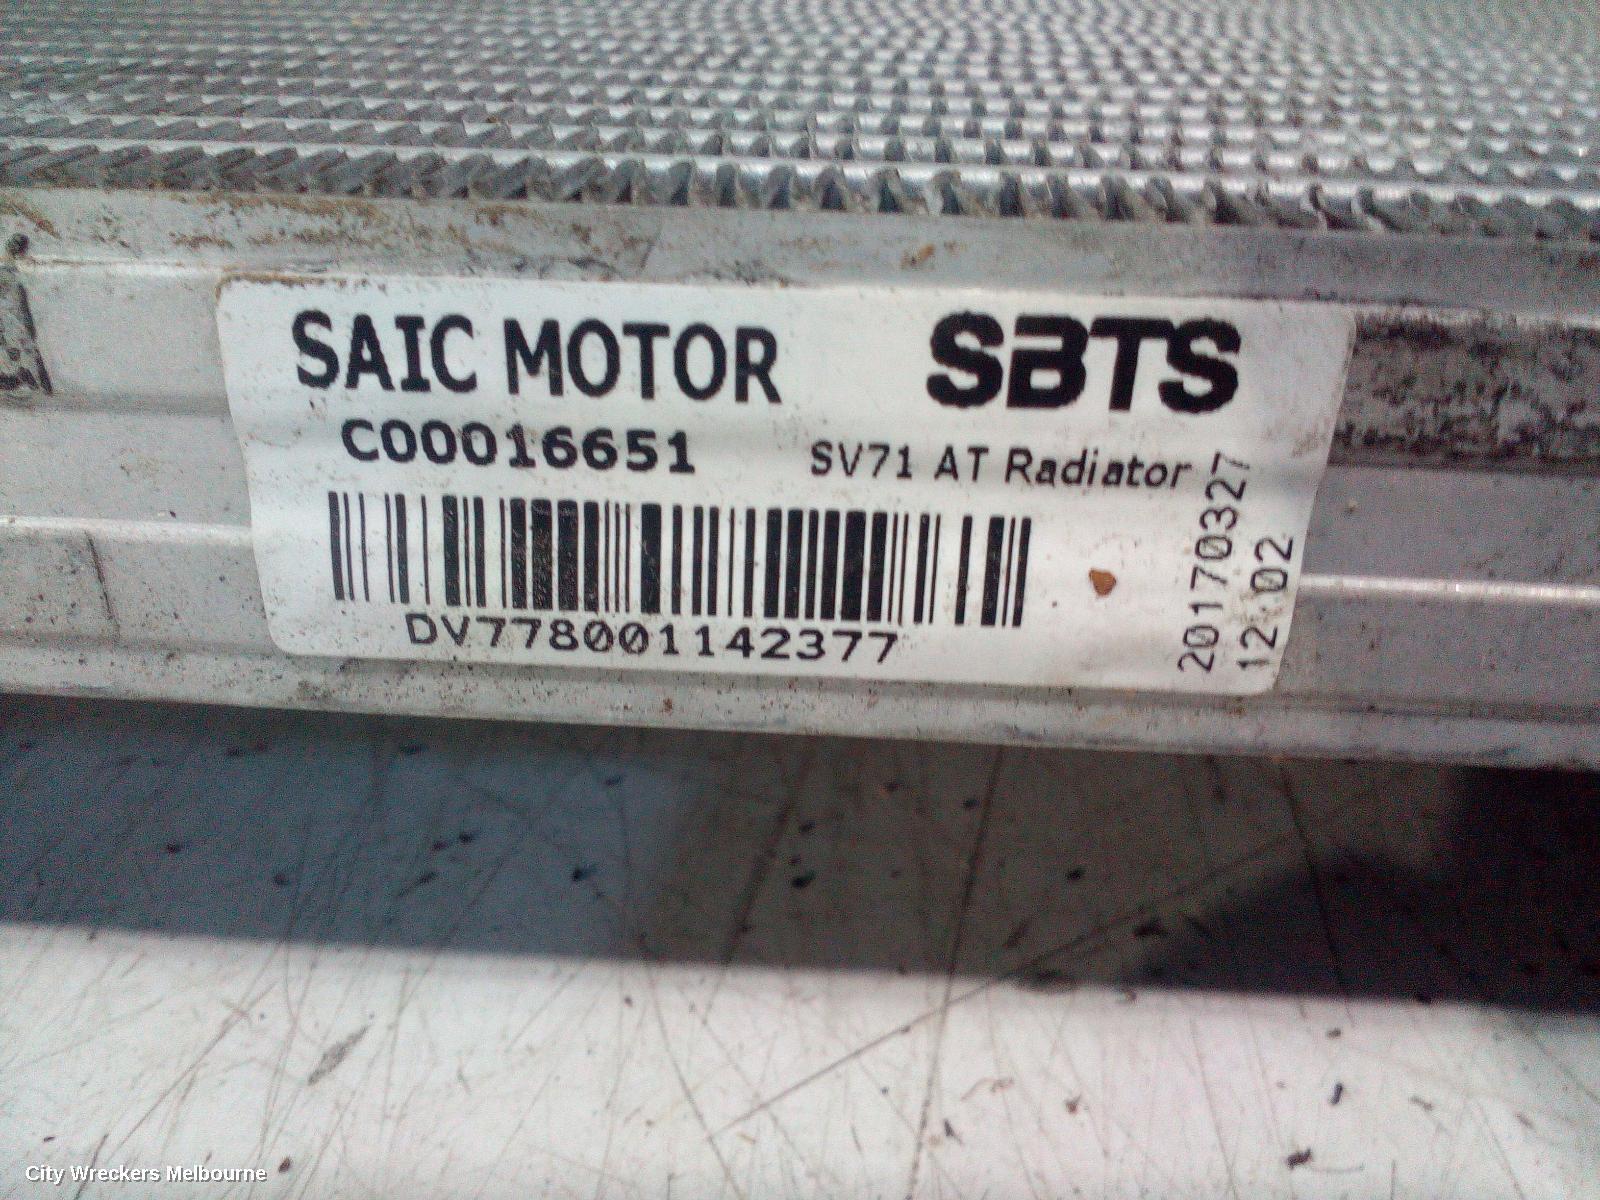 SAIC MOTOR SBTS
C00016651 SV71 AT Radiator
DV778001142377
20170327
12:02
City Wreckers Melbourne